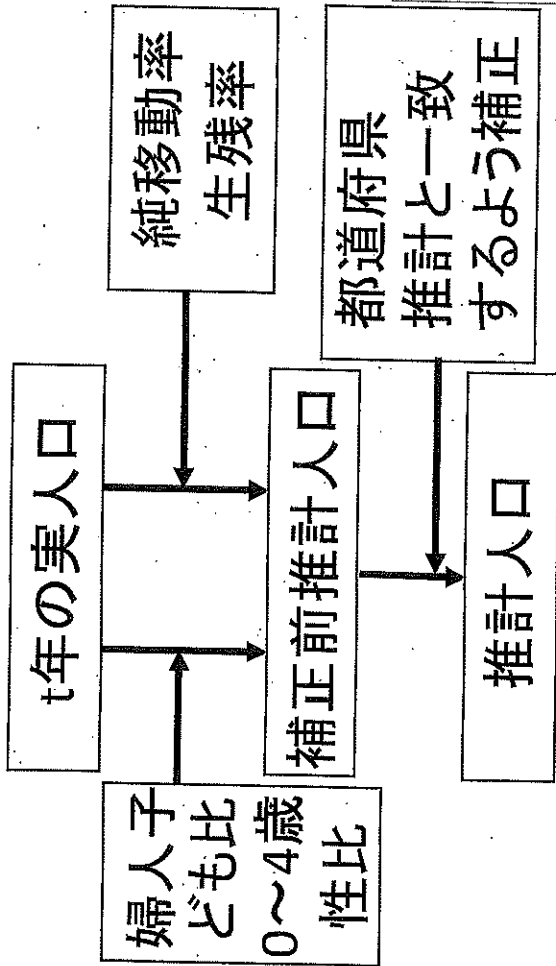 t年の実人口
純移動率
生残率
婦人子
ども比
0～4歳
性比
補正前推計人口
都道府県
推計と一致
するよう補正
推計人口